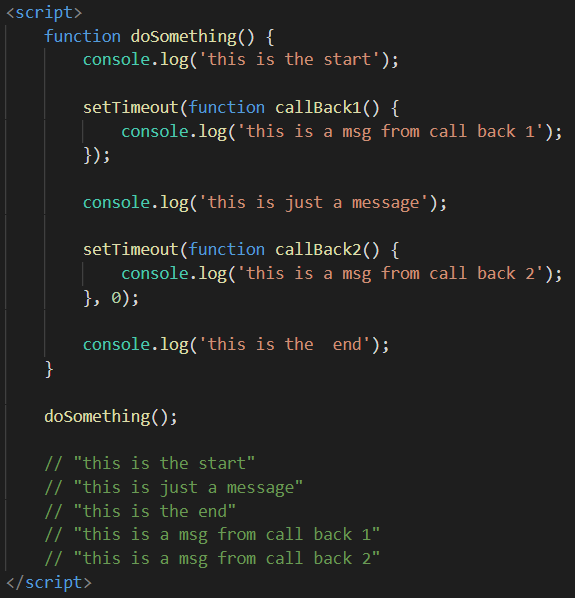 <script>
function doSomething() {
console.log('this is the start');
setTimeout(function callBack1() {
console.log('this is a msg from call back 1');
});
console.log('this is just a message');
setTimeout(function callBack2() {
console.log('this is a msg from call back 2');
}, 0);
console.log('this is the  end');
}
doSomething();
// "this is the start"
// "this is just a message"
// "this is the end"
// "this is a msg from call back 1"
// "this is a msg from call back 2"
</script>